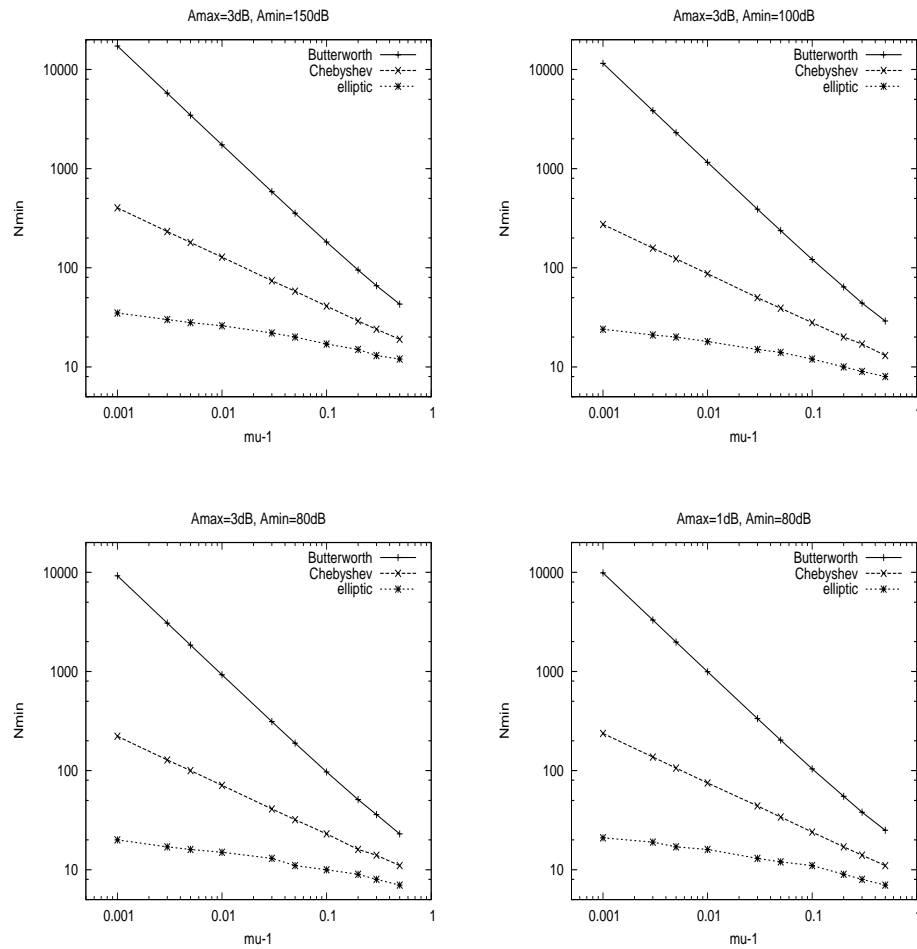 Amax=3dB, Amin=150dB
Butterworth
Chebyshev
elliptic
10000
1000
100
10
Nmin
0.001 0.01 0.1 1
mu-1
Amax=3dB, Amin=100dB
Butterworth
Chebyshev
elliptic
10000
1000
100
10
Nmin
0.001 0.01 0.1 1
mu-1
Amax=3dB, Amin=80dB
Butterworth
Chebyshev
elliptic
10000
1000
100
10
Nmin
0.001 0.01 0.1 1
mu-1
Amax=1dB, Amin=80dB
Butterworth
Chebyshev
elliptic
10000
1000
100
10
Nmin
0.001 0.01 0.1 1
mu-1